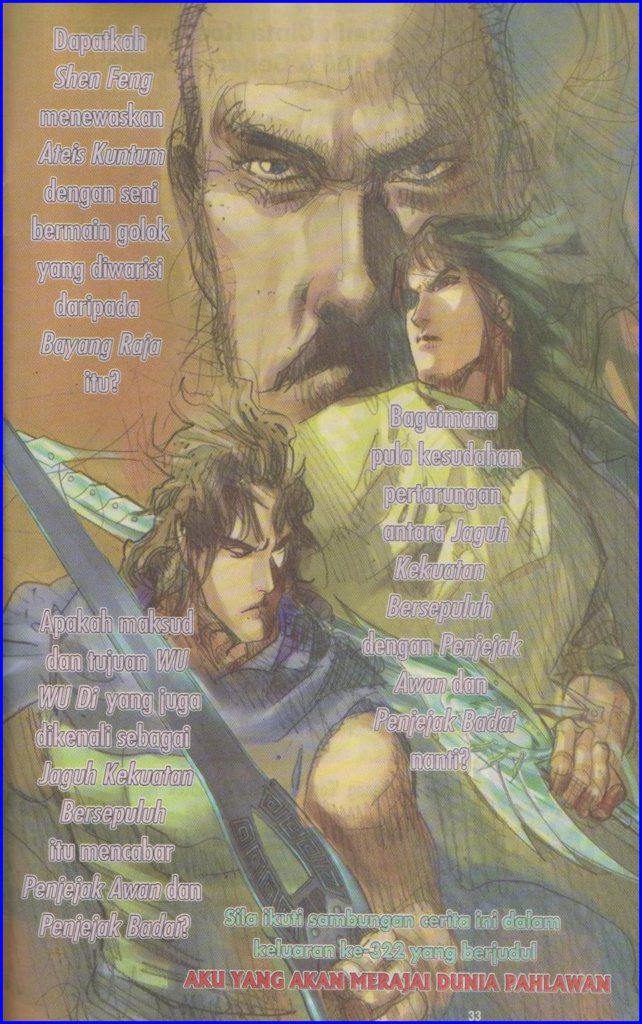 Dapatkah
Shen Feng
menewaskan
Ateis Kuntum
dengan seni
bermain golok
yang diwarisi
daripada
Bayang Raja
itu?
Bagaimana
pula kesudahan
pertarungan
antara Jaguh
Kekuatan
Bersepuluh
dengan Penjejak
Awan dan
Penjejak Badai
nanti?
Apakah maksud
dan tujuan WU
WU DI yang juga
dikenali sebagai
Jaguh Kekuatan
Bersepuluh
itu mencabar
Penjejak Awan dan
Penjejak Badai?
Sila ikuti sambungan cerita ini dalam
keluaran ke-322 yang berjudul
AKU YANG AKAN MERAJAI DUNIA PAHLAWAN
33